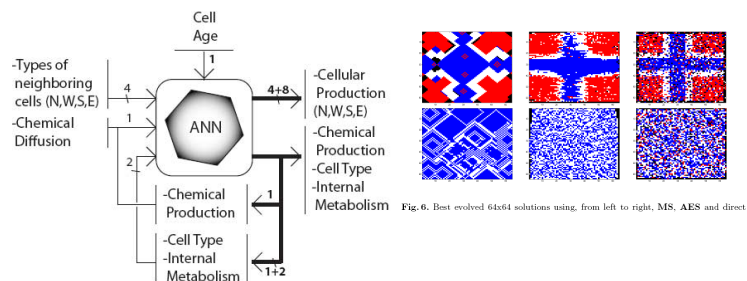 Cell
Age
1
-Types of
neighboring
cells (N,W,S,E)
-Chemical
Diffusion
4
1
2
ANN
4+8
-Cellular
Production
(N,W,S,E)
-Chemical
Production
-Cell Type
-Internal
Metabolism
-Chemical
Production
1
-Cell Type
-Internal
Metabolism
1+2
Fig. 6. Best evolved 64x64 solutions using, from left to right, MS, AES and direct